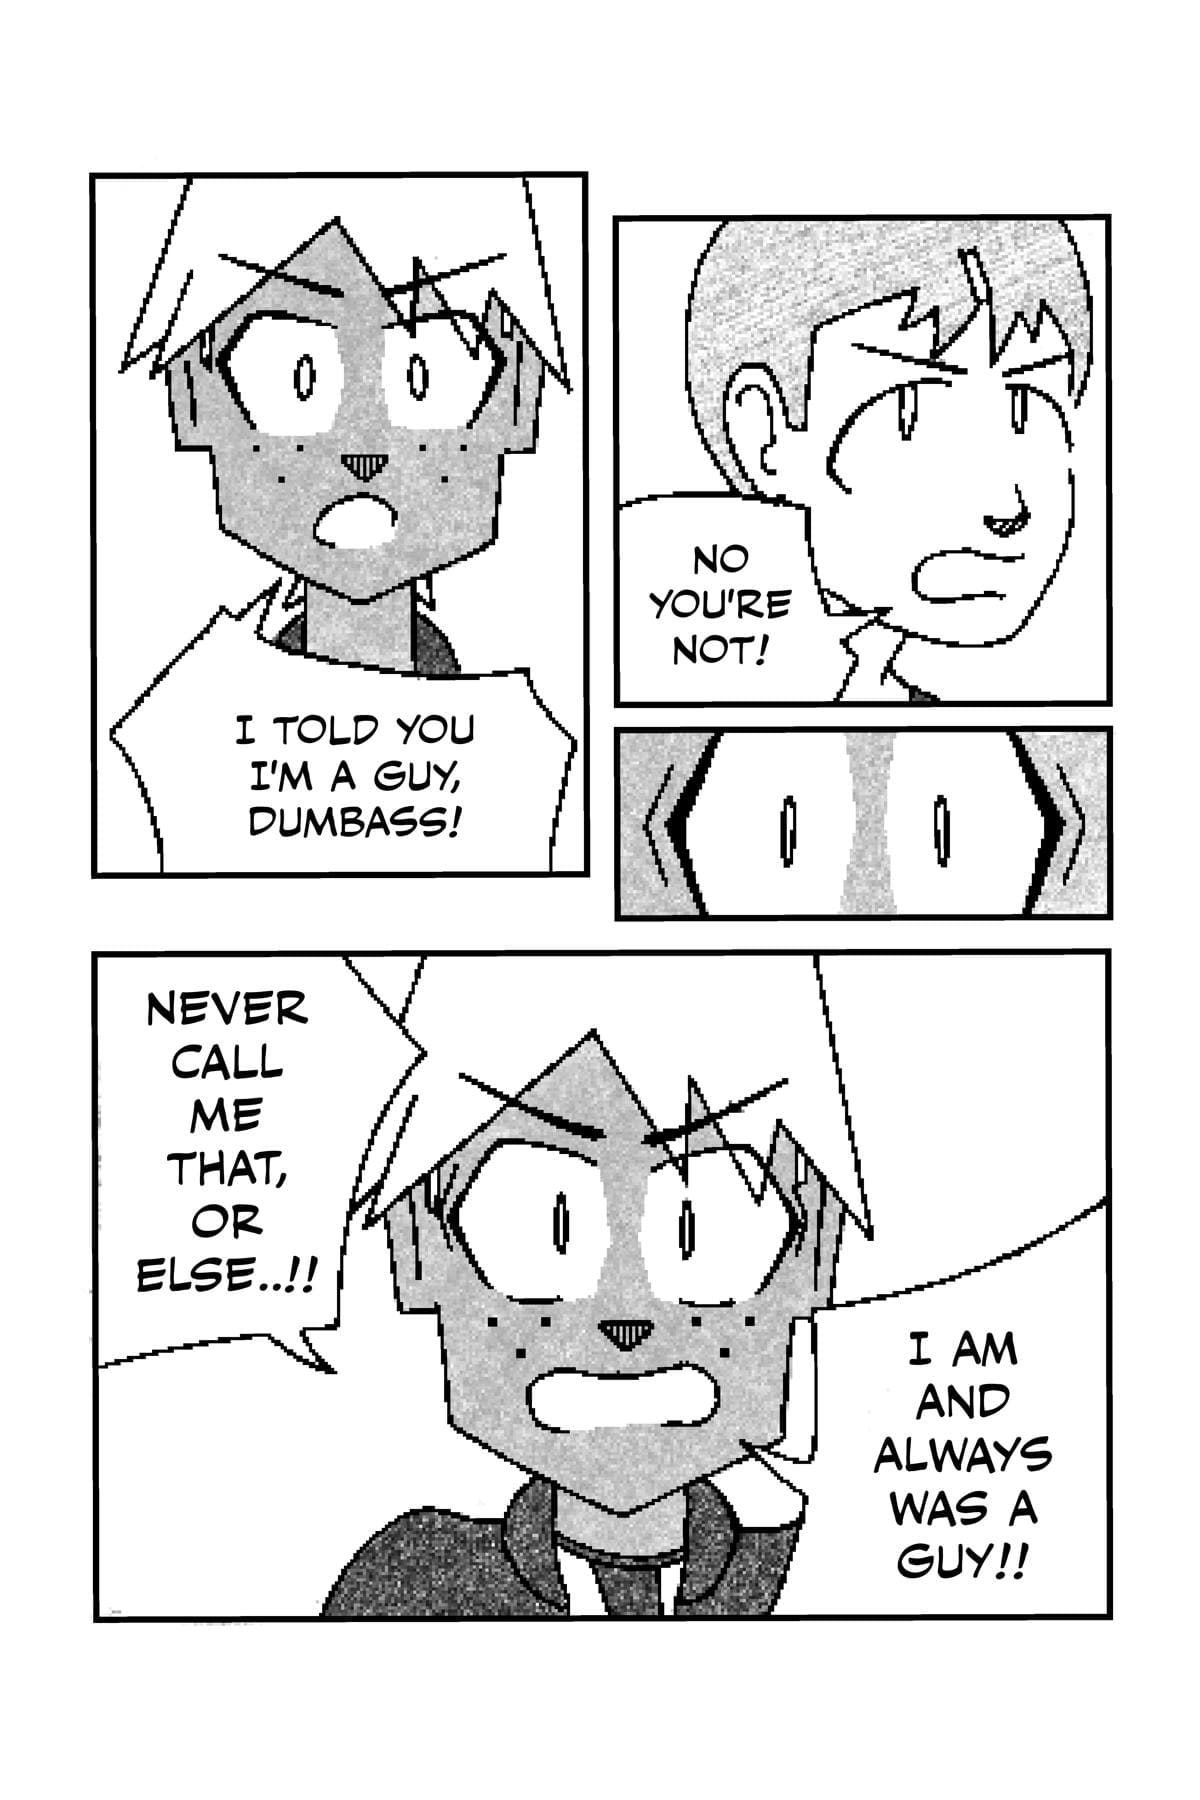 I TOLD YOU
I'M A GUY,
DUMBASS!
NO
YOU'RE
NOT!
NEVER
CALL
ME
THAT,
OR
ELSE..!!
I AM
AND
ALWAYS
WAS A
GUY!!